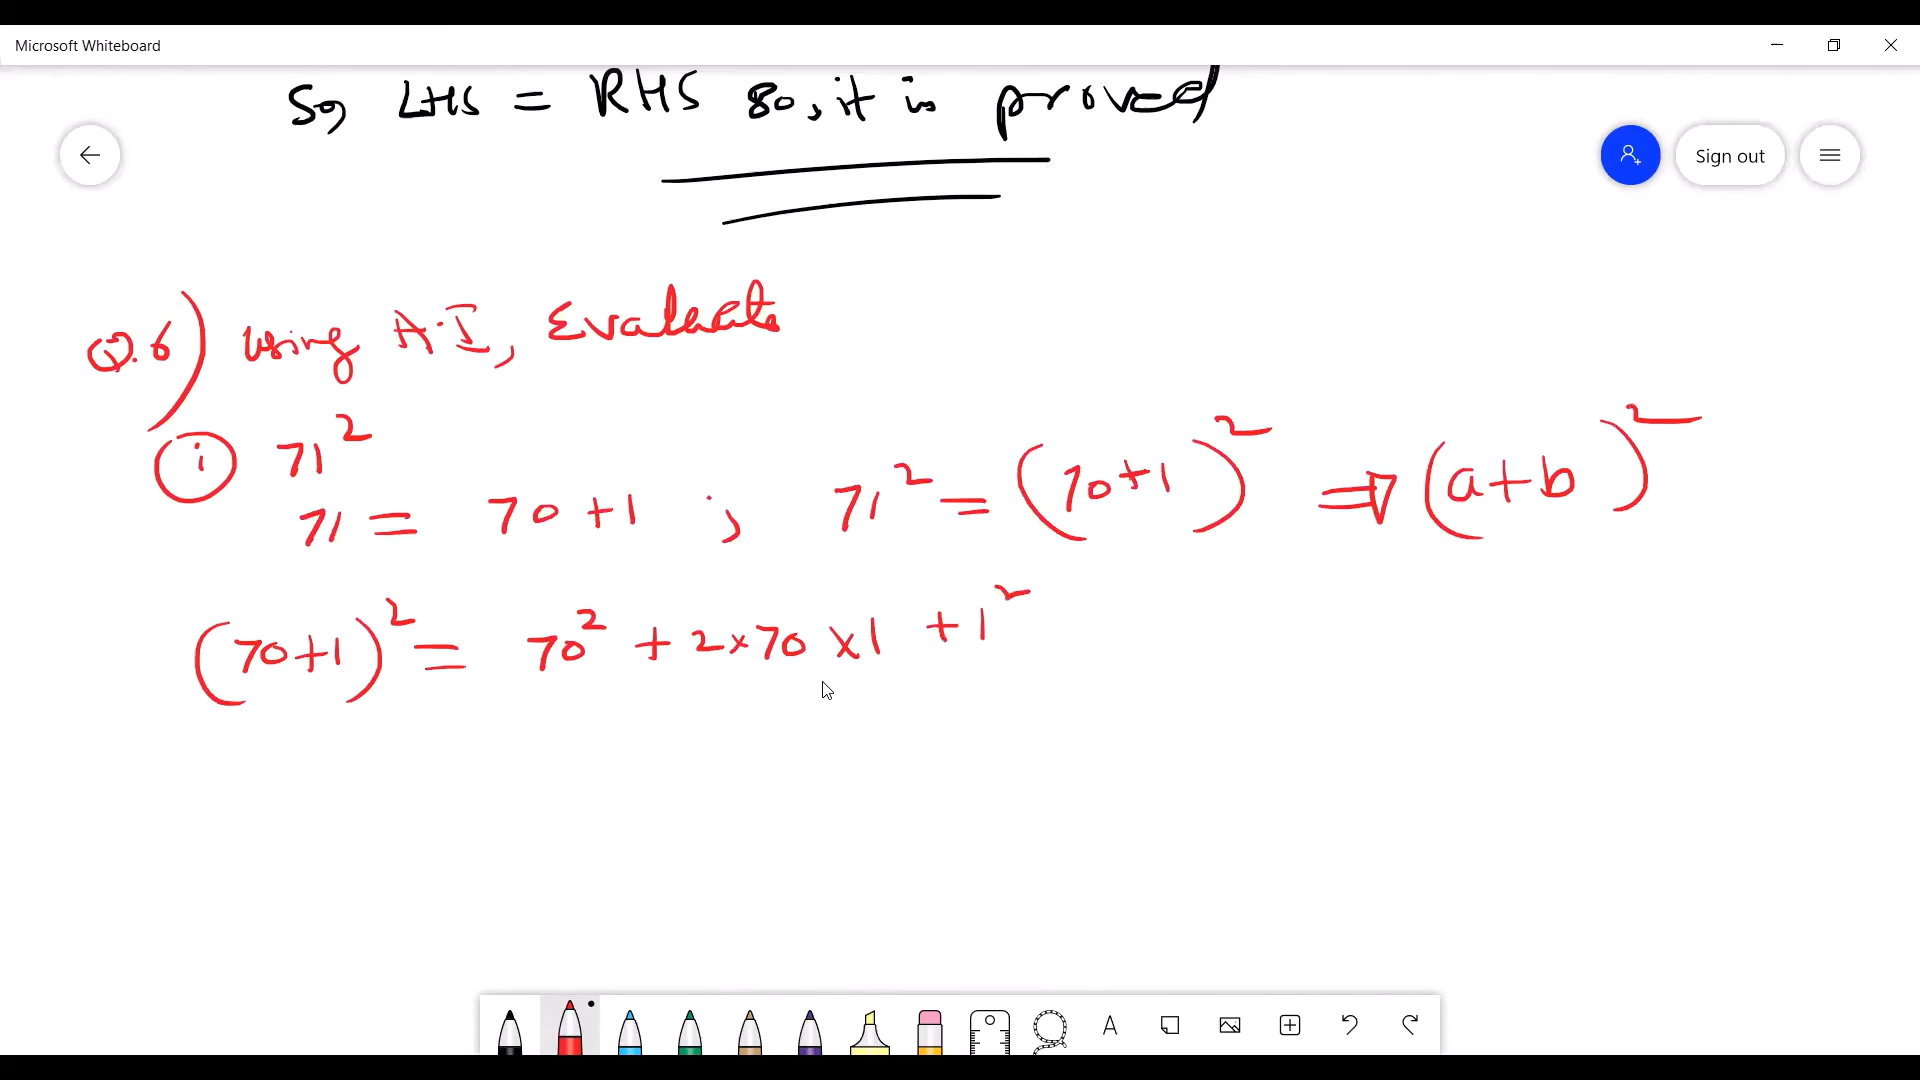 Microsoft Whiteboard
So, LHS = RHS so, it is proved
Sign out
Q.6) using A.I, Evaluate
i 71²
71 = 70 + 1 ; 71² = (70+1)² ⇒ (a+b)²
(70+1)² = 70² + 2×70 ×1 + 1²